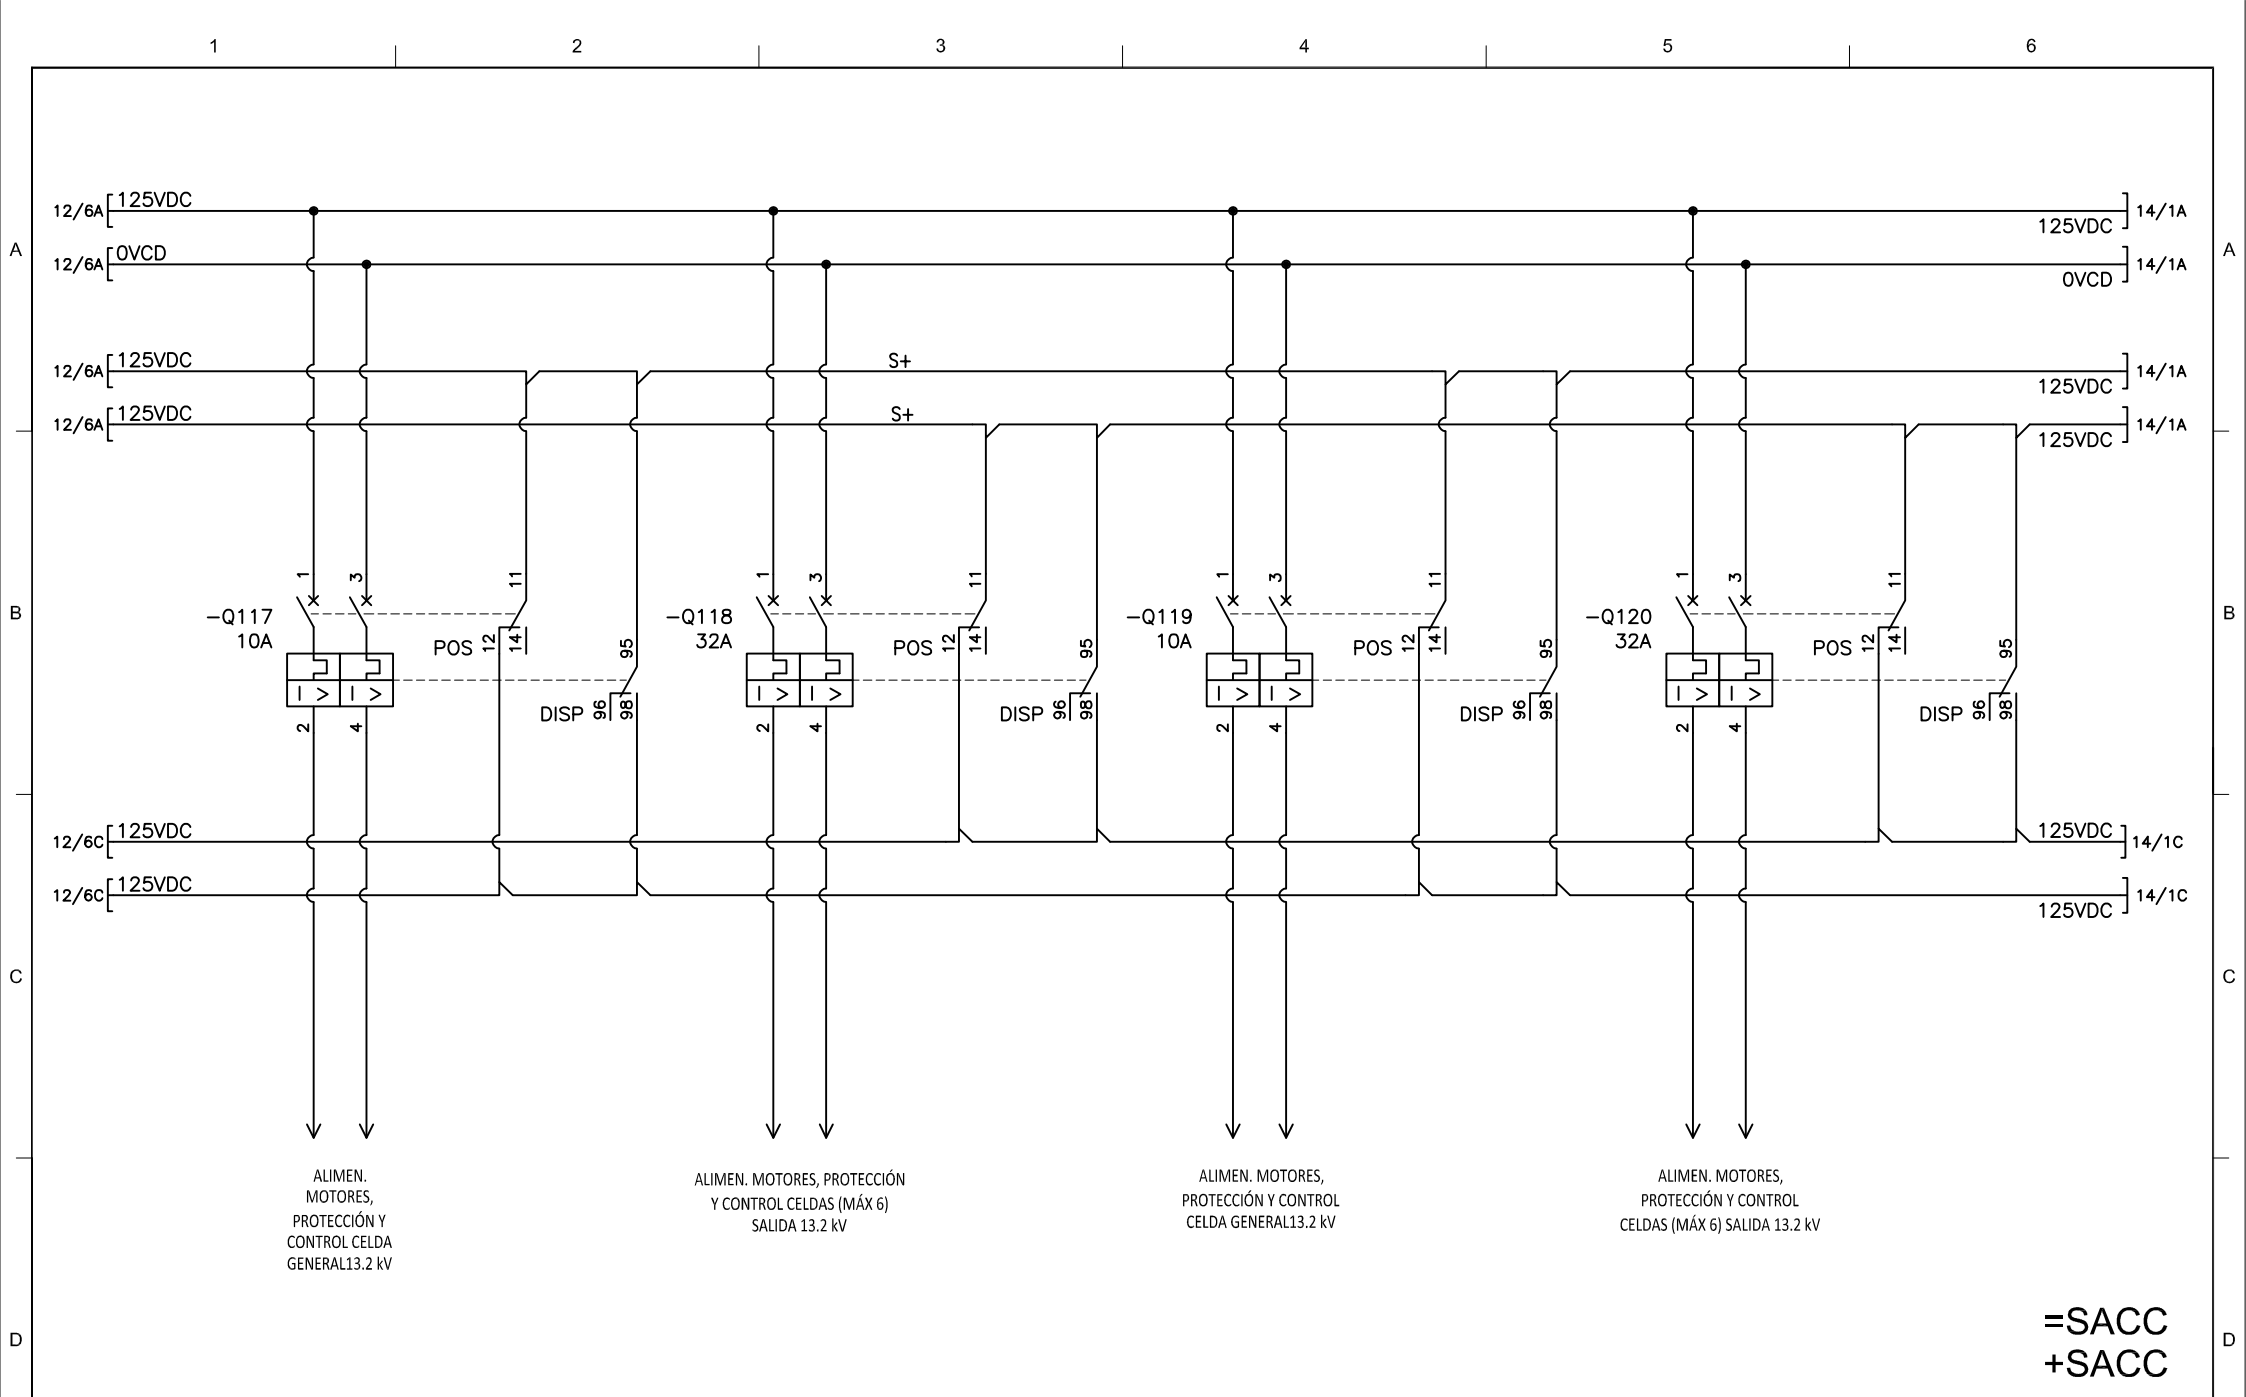 1 2 3 4 5 6
12/6A 125VDC
125VDC 14/1A
A A
12/6A 0VCD
0VCD 14/1A
12/6A 125VDC S+
125VDC 14/1A
12/6A 125VDC S+
125VDC 14/1A
1 3 11 1 3 11 1 3 11 1 3 11
B B
-Q117 -Q118 -Q119 -Q120
10A 32A 10A 32A
POS 12 14 95 POS 12 14 95 POS 12 14 95 POS 12 14 95
I > I > I > I > I > I > I > I >
2 4 DISP 96 98 2 4 DISP 96 98 2 4 DISP 96 98 2 4 DISP 96 98
12/6C 125VDC 125VDC 14/1C
12/6C 125VDC
125VDC 14/1C
C C
ALIMEN.
MOTORES,
PROTECCIÓN Y
CONTROL CELDA
GENERAL13.2 kV
ALIMEN. MOTORES, PROTECCIÓN
Y CONTROL CELDAS (MÁX 6)
SALIDA 13.2 kV
ALIMEN. MOTORES,
PROTECCIÓN Y CONTROL
CELDA GENERAL13.2 kV
ALIMEN. MOTORES,
PROTECCIÓN Y CONTROL
CELDAS (MÁX 6) SALIDA 13.2 kV
D D
=SACC
+SACC